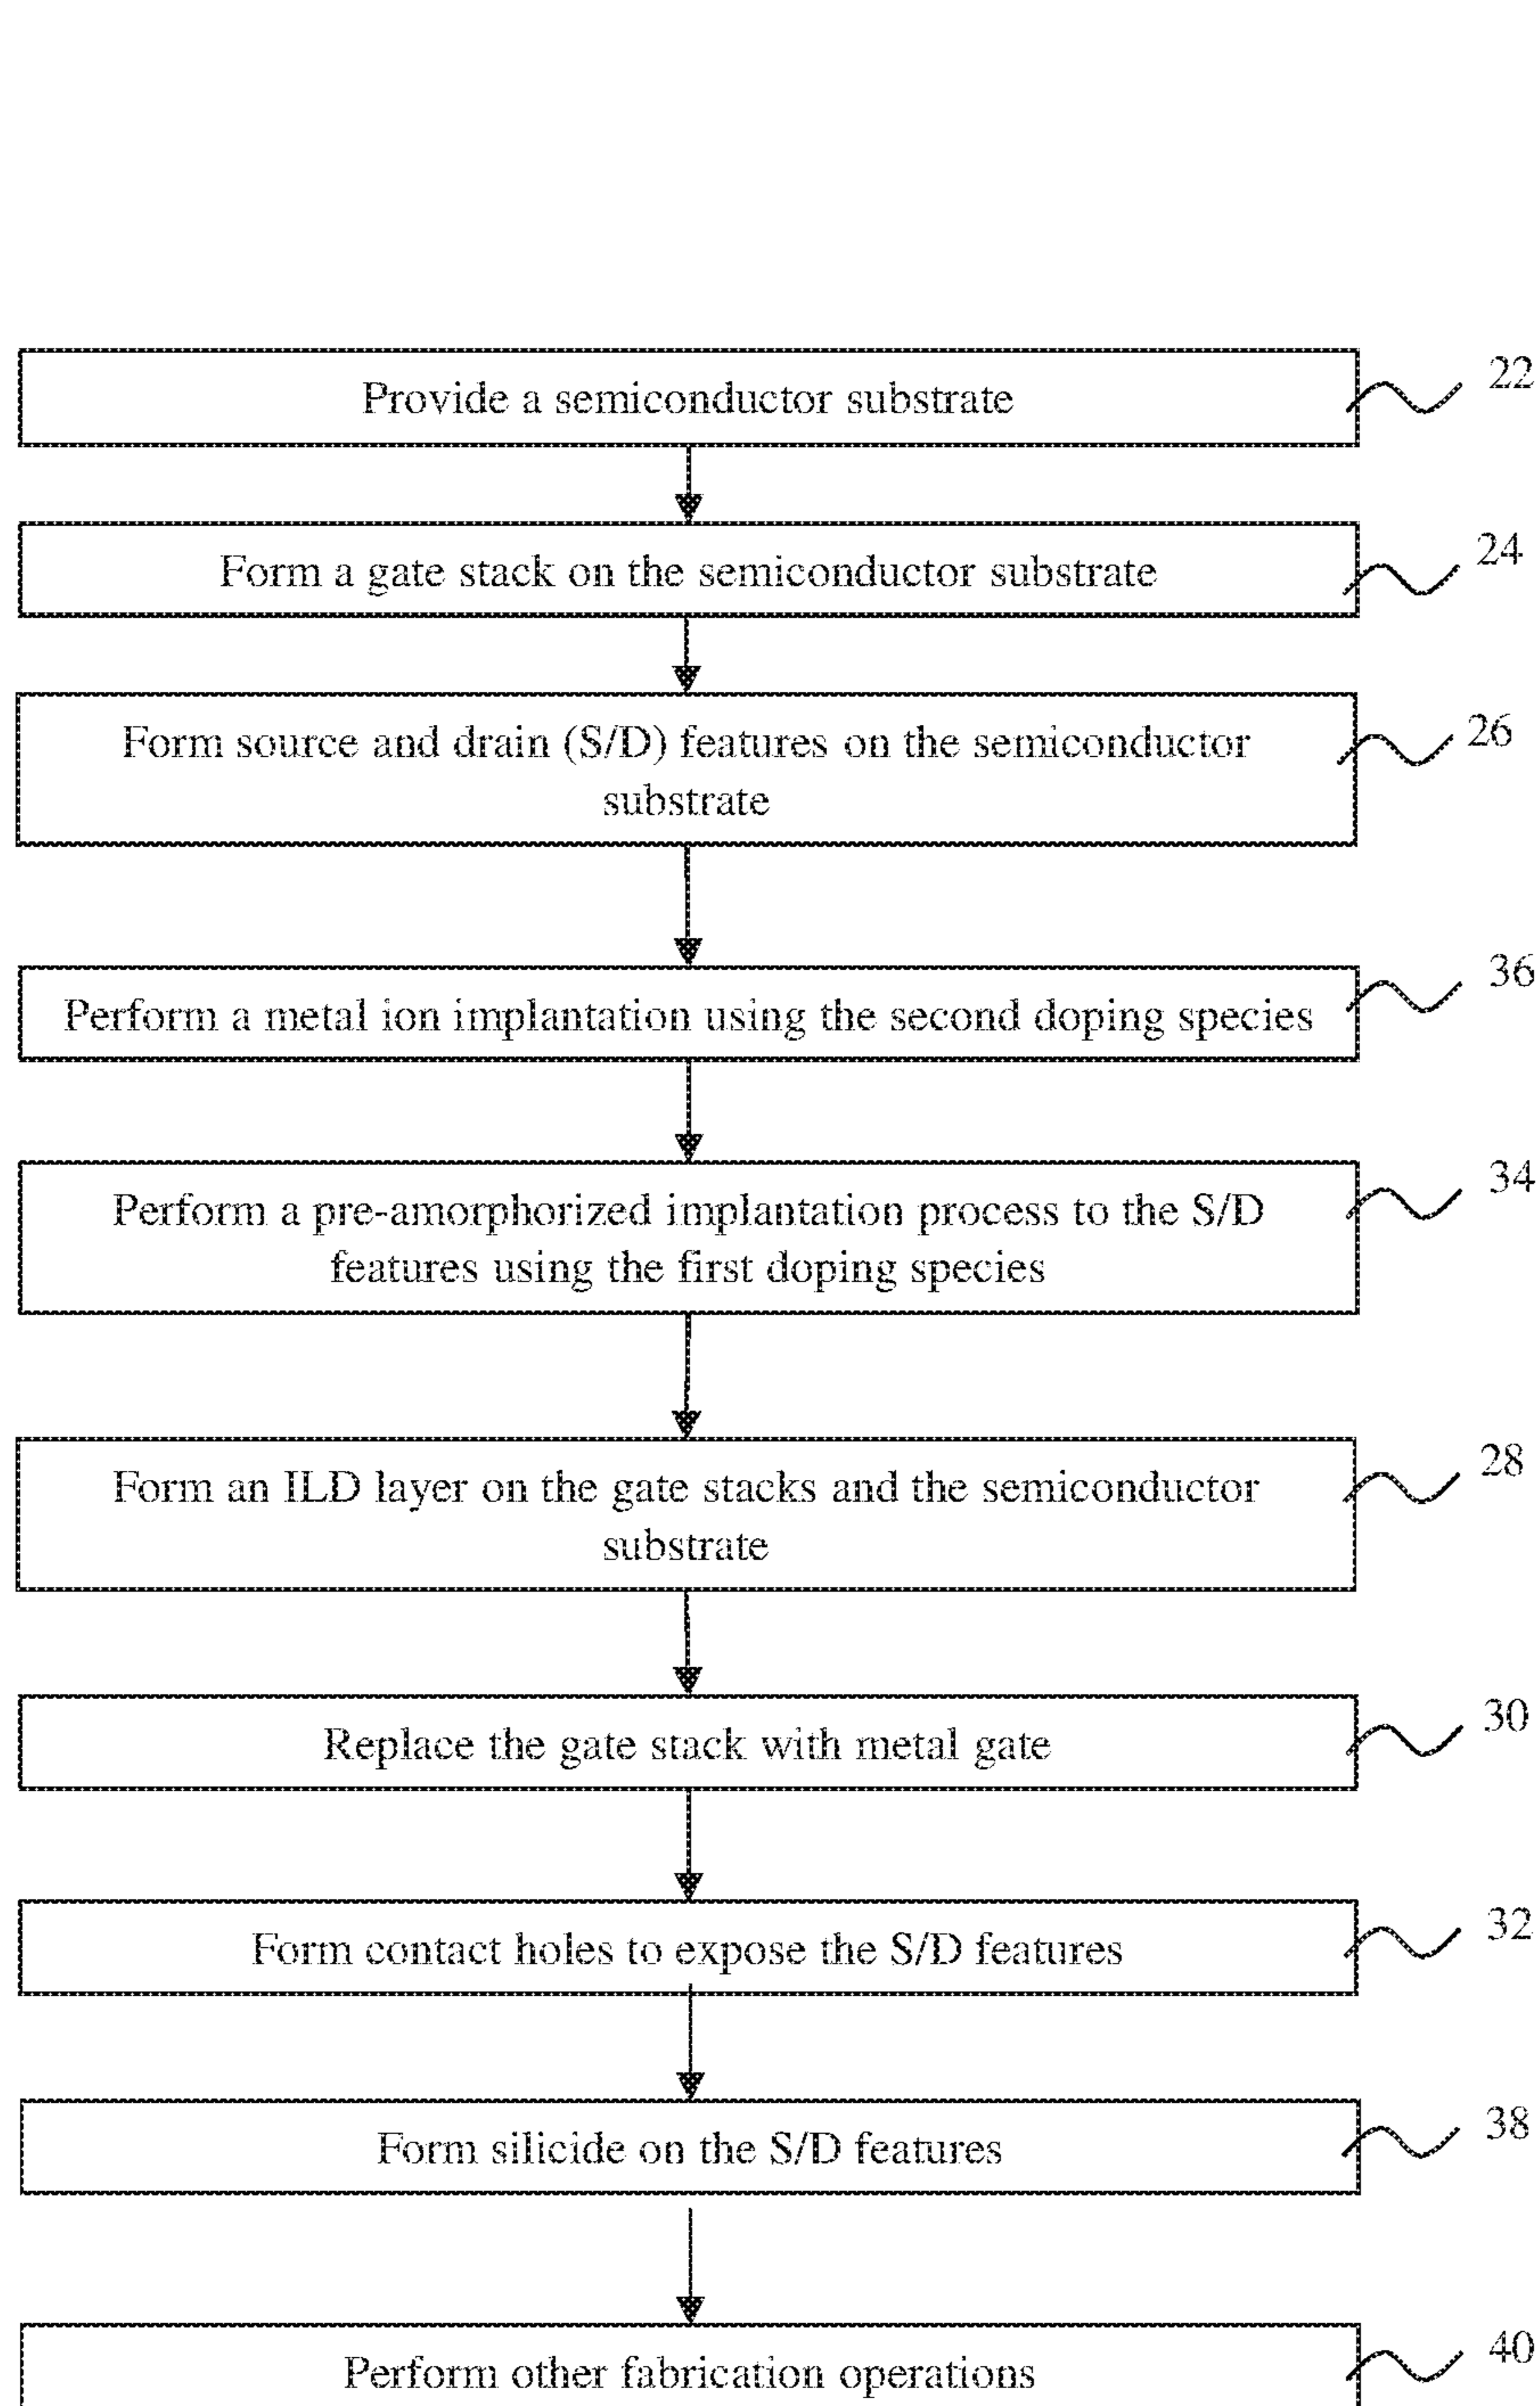 Provide a semiconductor substrate
22
Form a gate stack on the semiconductor substrate
24
Form source and drain (S/D) features on the semiconductor
substrate
26
Perform a metal ion implantation using the second doping species
36
Perform a pre-amorphorized implantation process to the S/D
features using the first doping species
34
Form an ILD layer on the gate stacks and the semiconductor
substrate
28
Replace the gate stack with metal gate
30
Form contact holes to expose the S/D features
32
Form silicide on the S/D features
38
Perform other fabrication operations
40